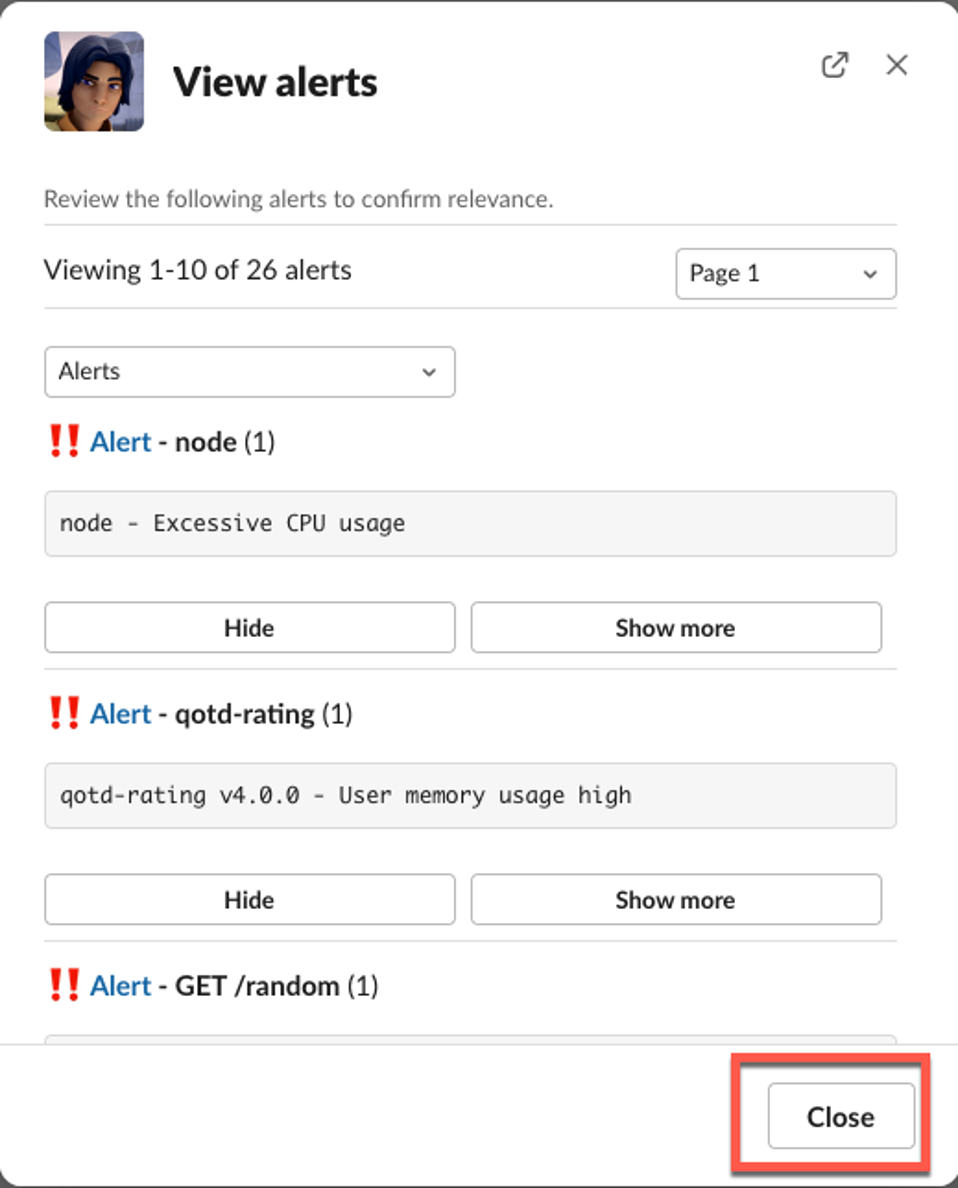 View alerts
Review the following alerts to confirm relevance.
Viewing 1-10 of 26 alerts
Page 1
Alerts
‼ Alert - node (1)
node - Excessive CPU usage
Hide
Show more
‼ Alert - qotd-rating (1)
qotd-rating v4.0.0 - User memory usage high
Hide
Show more
‼ Alert - GET /random (1)
Close